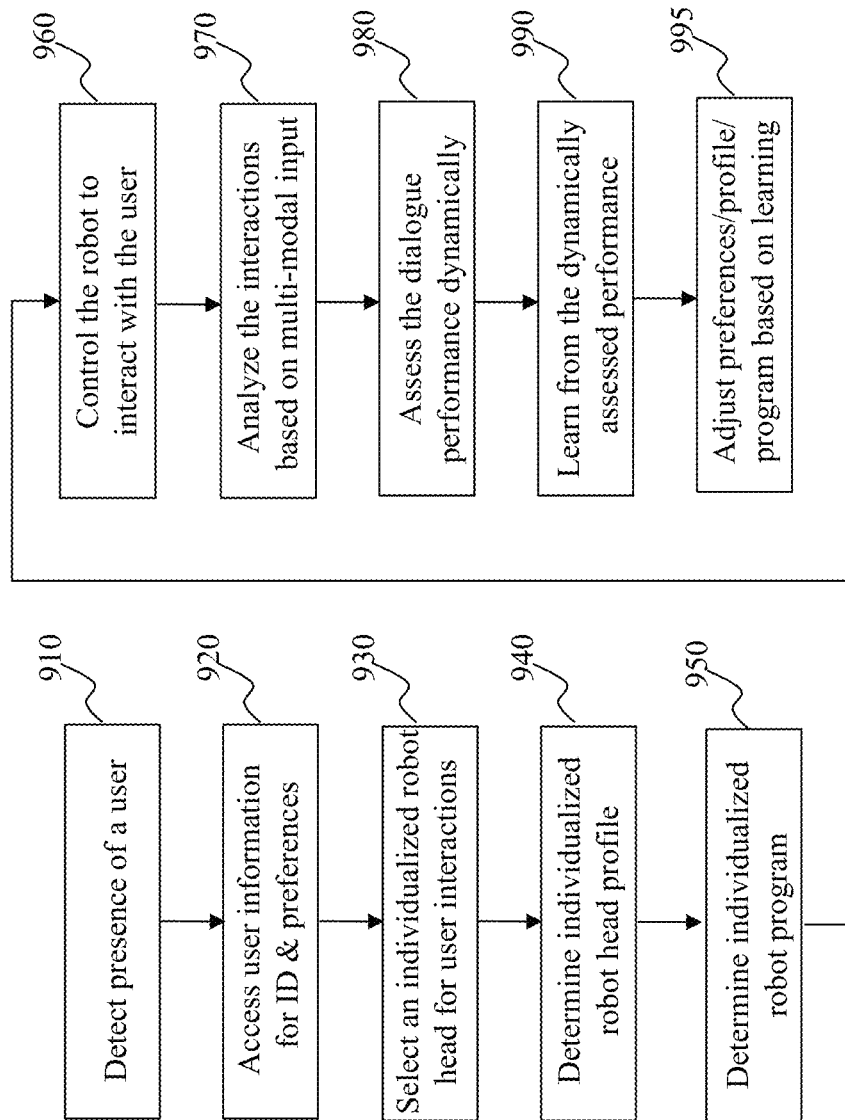 910
Detect presence of a user
920
Access user information
for ID & preferences
930
Select an individualized robot
head for user interactions
940
Determine individualized
robot head profile
950
Determine individualized
robot program
960
Control the robot to
interact with the user
970
Analyze the interactions
based on multi-modal input
980
Assess the dialogue
performance dynamically
990
Learn from the dynamically
assessed performance
995
Adjust preferences/profile/
program based on learning